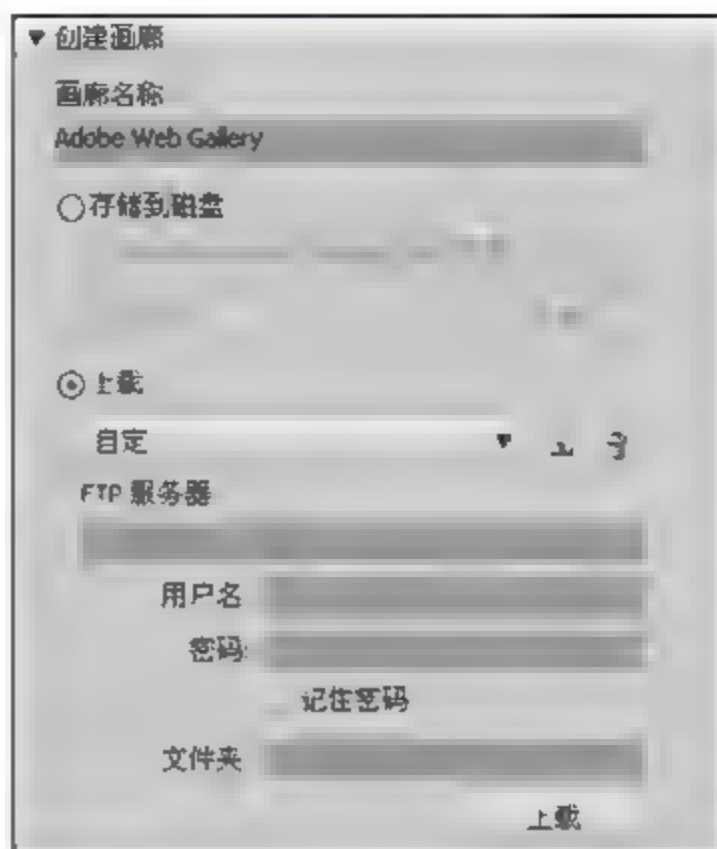 创建画廊
画廊名称
Adobe Web Gallery
存储到磁盘
上载
自定
FTP 服务器
用户名
密码:
记住密码
文件夹
上载